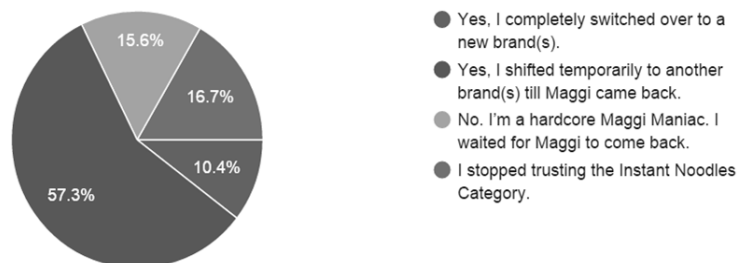 15.6%
16.7%
10.4%
57.3%
Yes, I completely switched over to a
new brand(s).
Yes, I shifted temporarily to another
brand(s) till Maggi came back.
No. I'm a hardcore Maggi Maniac. I
waited for Maggi to come back.
I stopped trusting the Instant Noodles
Category.